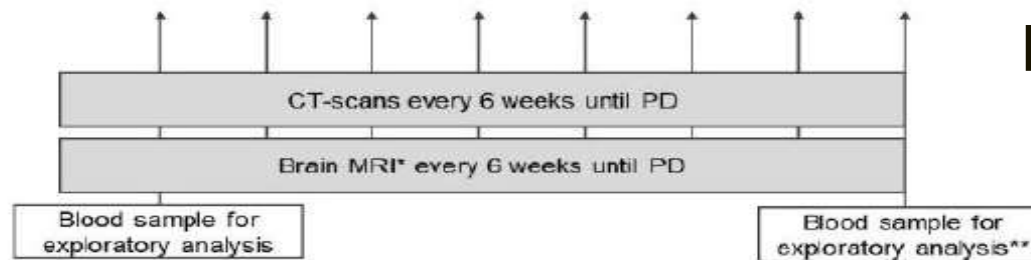 CT-scans every 6 weeks until PD
Brain MRI* every 6 weeks until PD
Blood sample for
exploratory analysis
Blood sample for
exploratory analysis**